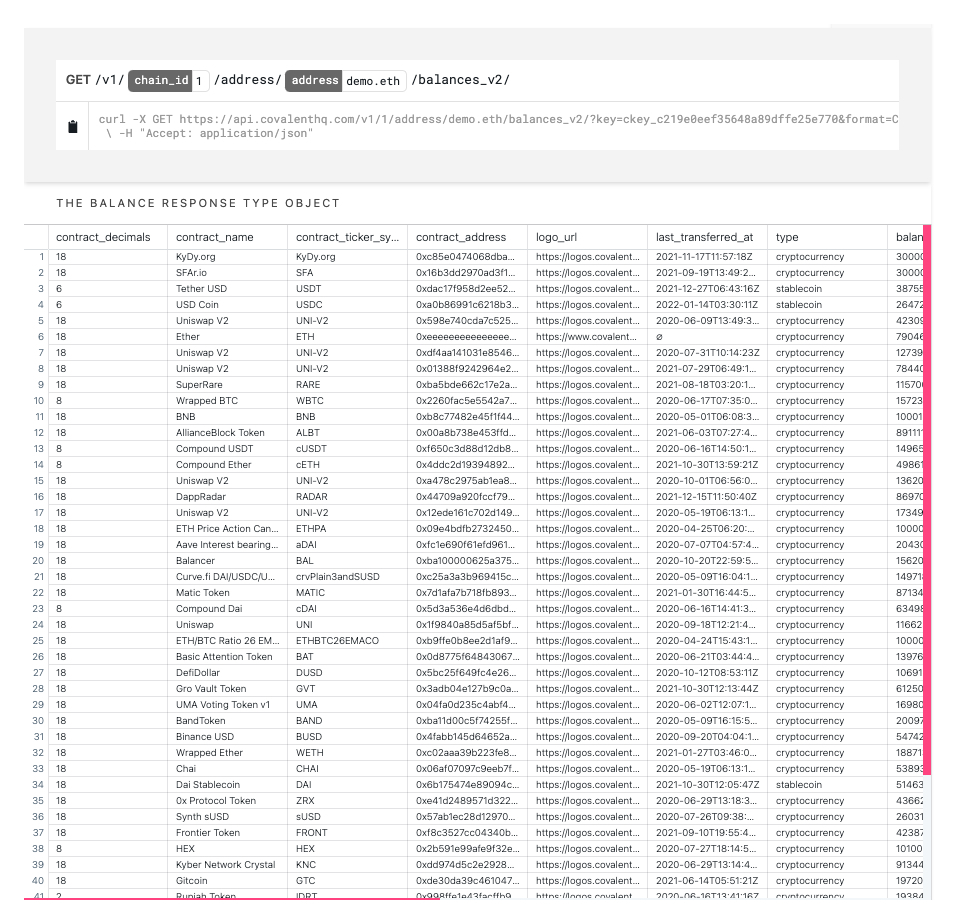 GET /v1/ chain_id 1 /address/ address demo.eth /balances_v2/
curl -X GET https://api.covalenthq.com/v1/1/address/demo.eth/balances_v2/?key=ckey_c219e0eef35648a89dffe25e770&format=C
\ -H "Accept: application/json"
THE BALANCE RESPONSE TYPE OBJECT
contract_decimals contract_name contract_ticker_sy... contract_address logo_url last_transferred_at type balan
1 18 KyDy.org KyDy.org 0xc85e0474068dba... https://logos.covalent... 2021-11-17T11:57:18Z cryptocurrency 30000
2 18 SFAr.io SFA 0x16b3dd2970ad3f1... https://logos.covalent... 2021-09-19T13:49:2... cryptocurrency 30000
3 6 Tether USD USDT 0xdac17f958d2ee52... https://logos.covalent... 2021-12-27T06:43:16Z stablecoin 38755
4 6 USD Coin USDC 0xa0b86991c6218b3... https://logos.covalent... 2022-01-14T03:30:11Z stablecoin 26472
5 18 Uniswap V2 UNI-V2 0x598e740cda7c525... https://logos.covalent... 2020-06-09T13:49:3... cryptocurrency 42309
6 18 Ether ETH 0xeeeeeeeeeeeeeee... https://www.covalent... ∅ cryptocurrency 79046
7 18 Uniswap V2 UNI-V2 0xdf4aa141031e8546... https://logos.covalent... 2020-07-31T10:14:23Z cryptocurrency 12739
8 18 Uniswap V2 UNI-V2 0x01388f9242964e2... https://logos.covalent... 2021-07-29T06:49:1... cryptocurrency 78440
9 18 SuperRare RARE 0xba5bde662c17e2a... https://logos.covalent... 2021-08-18T03:20:1... cryptocurrency 11570
10 8 Wrapped BTC WBTC 0x2260fac5e5542a7... https://logos.covalent... 2020-06-17T07:35:0... cryptocurrency 15723
11 18 BNB BNB 0xb8c77482e45f1f44... https://logos.covalent... 2020-05-01T06:08:3... cryptocurrency 10001
12 18 AllianceBlock Token ALBT 0x00a8b738e453ffd... https://logos.covalent... 2021-06-03T07:27:4... cryptocurrency 89111
13 8 Compound USDT cUSDT 0xf650c3d88d12db8... https://logos.covalent... 2020-06-16T14:50:1... cryptocurrency 14965
14 8 Compound Ether cETH 0x4ddc2d19394892... https://logos.covalent... 2021-10-30T13:59:21Z cryptocurrency 49861
15 18 Uniswap V2 UNI-V2 0xa478c2975ab1ea8... https://logos.covalent... 2020-10-01T06:56:0... cryptocurrency 13620
16 18 DappRadar RADAR 0x44709a920fccf79... https://logos.covalent... 2021-12-15T11:50:40Z cryptocurrency 86970
17 18 Uniswap V2 UNI-V2 0x12ede161c702d149... https://logos.covalent... 2020-05-19T06:13:1... cryptocurrency 17349
18 18 ETH Price Action Can... ETHPA 0x09e4bdfb2732450... https://logos.covalent... 2020-04-25T06:20:... cryptocurrency 10000
19 18 Aave Interest bearing... aDAI 0xfc1e690f61efd961... https://logos.covalent... 2020-07-07T04:57:4... cryptocurrency 20430
20 18 Balancer BAL 0xba100000625a375... https://logos.covalent... 2020-10-20T22:59:5... cryptocurrency 15620
21 18 Curve.fi DAI/USDC/U... crvPlain3andSUSD 0xc25a3a3b969415c... https://logos.covalent... 2020-05-09T16:04:1... cryptocurrency 14971
22 18 Matic Token MATIC 0x7d1afa7b718fb893... https://logos.covalent... 2021-01-30T16:44:5... cryptocurrency 87134
23 8 Compound Dai cDAI 0x5d3a536e4d6dbd... https://logos.covalent... 2020-06-16T14:41:3... cryptocurrency 63498
24 18 Uniswap UNI 0x1f9840a85d5af5bf... https://logos.covalent... 2020-09-18T12:21:4... cryptocurrency 11662
25 18 ETH/BTC Ratio 26 EM... ETHBTC26EMACO 0xb9ffe0b8ee2d1af9... https://logos.covalent... 2020-04-24T15:43:1... cryptocurrency 10000
26 18 Basic Attention Token BAT 0x0d8775f64843067... https://logos.covalent... 2020-06-21T03:44:4... cryptocurrency 13976
27 18 DefiDollar DUSD 0x5bc25f649fc4e26... https://logos.covalent... 2020-10-12T08:53:11Z cryptocurrency 10691
28 18 Gro Vault Token GVT 0x3adb04e127b9c0a... https://logos.covalent... 2021-10-30T12:13:44Z cryptocurrency 61250
29 18 UMA Voting Token v1 UMA 0x04fa0d235c4abf4... https://logos.covalent... 2020-06-02T12:07:1... cryptocurrency 16980
30 18 BandToken BAND 0xba11d00c5f74255f... https://logos.covalent... 2020-05-09T16:15:5... cryptocurrency 20097
31 18 Binance USD BUSD 0x4fabb145d64652a... https://logos.covalent... 2020-09-20T04:04:1... cryptocurrency 54742
32 18 Wrapped Ether WETH 0xc02aaa39b223fe8... https://logos.covalent... 2021-01-27T03:46:0... cryptocurrency 18871
33 18 Chai CHAI 0x06af07097c9eeb7f... https://logos.covalent... 2020-05-19T06:13:1... cryptocurrency 53893
34 18 Dai Stablecoin DAI 0x6b175474e89094c... https://logos.covalent... 2021-10-30T12:05:47Z stablecoin 51463
35 18 0x Protocol Token ZRX 0xe41d2489571d322... https://logos.covalent... 2020-06-29T13:18:3... cryptocurrency 43662
36 18 Synth sUSD sUSD 0x57ab1ec28d12970... https://logos.covalent... 2020-07-26T09:38:... cryptocurrency 26031
37 18 Frontier Token FRONT 0xf8c3527cc04340b... https://logos.covalent... 2021-09-10T19:55:4... cryptocurrency 42387
38 8 HEX HEX 0x2b591e99afe9f32e... https://logos.covalent... 2020-07-27T18:14:5... cryptocurrency 10100
39 18 Kyber Network Crystal KNC 0xdd974d5c2e2928... https://logos.covalent... 2020-06-29T13:14:4... cryptocurrency 91344
40 18 Gitcoin GTC 0xde30da39c461047... https://logos.covalent... 2021-06-14T05:51:21Z cryptocurrency 19720
41 2 Rupiah Token IDRT 0x998ffe1e43facffb9... https://logos.covalent... 2020-06-16T13:41:16Z cryptocurrency 19384